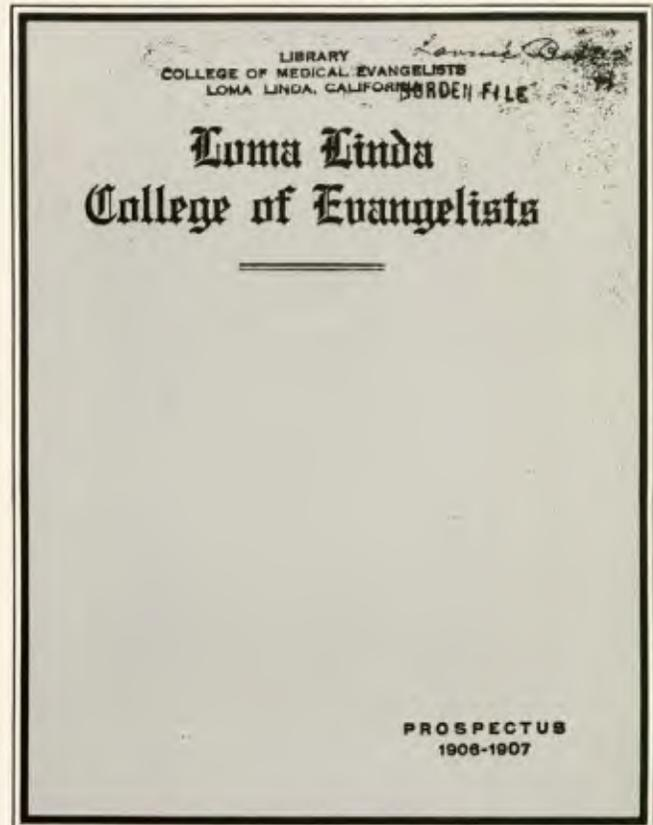 LIBRARY
COLLEGE OF MEDICAL EVANGELISTS
LOMA LINDA, CALIFORNIA
BURDEN FILE
Loma Linda
College of Evangelists
PROSPECTUS
1906-1907